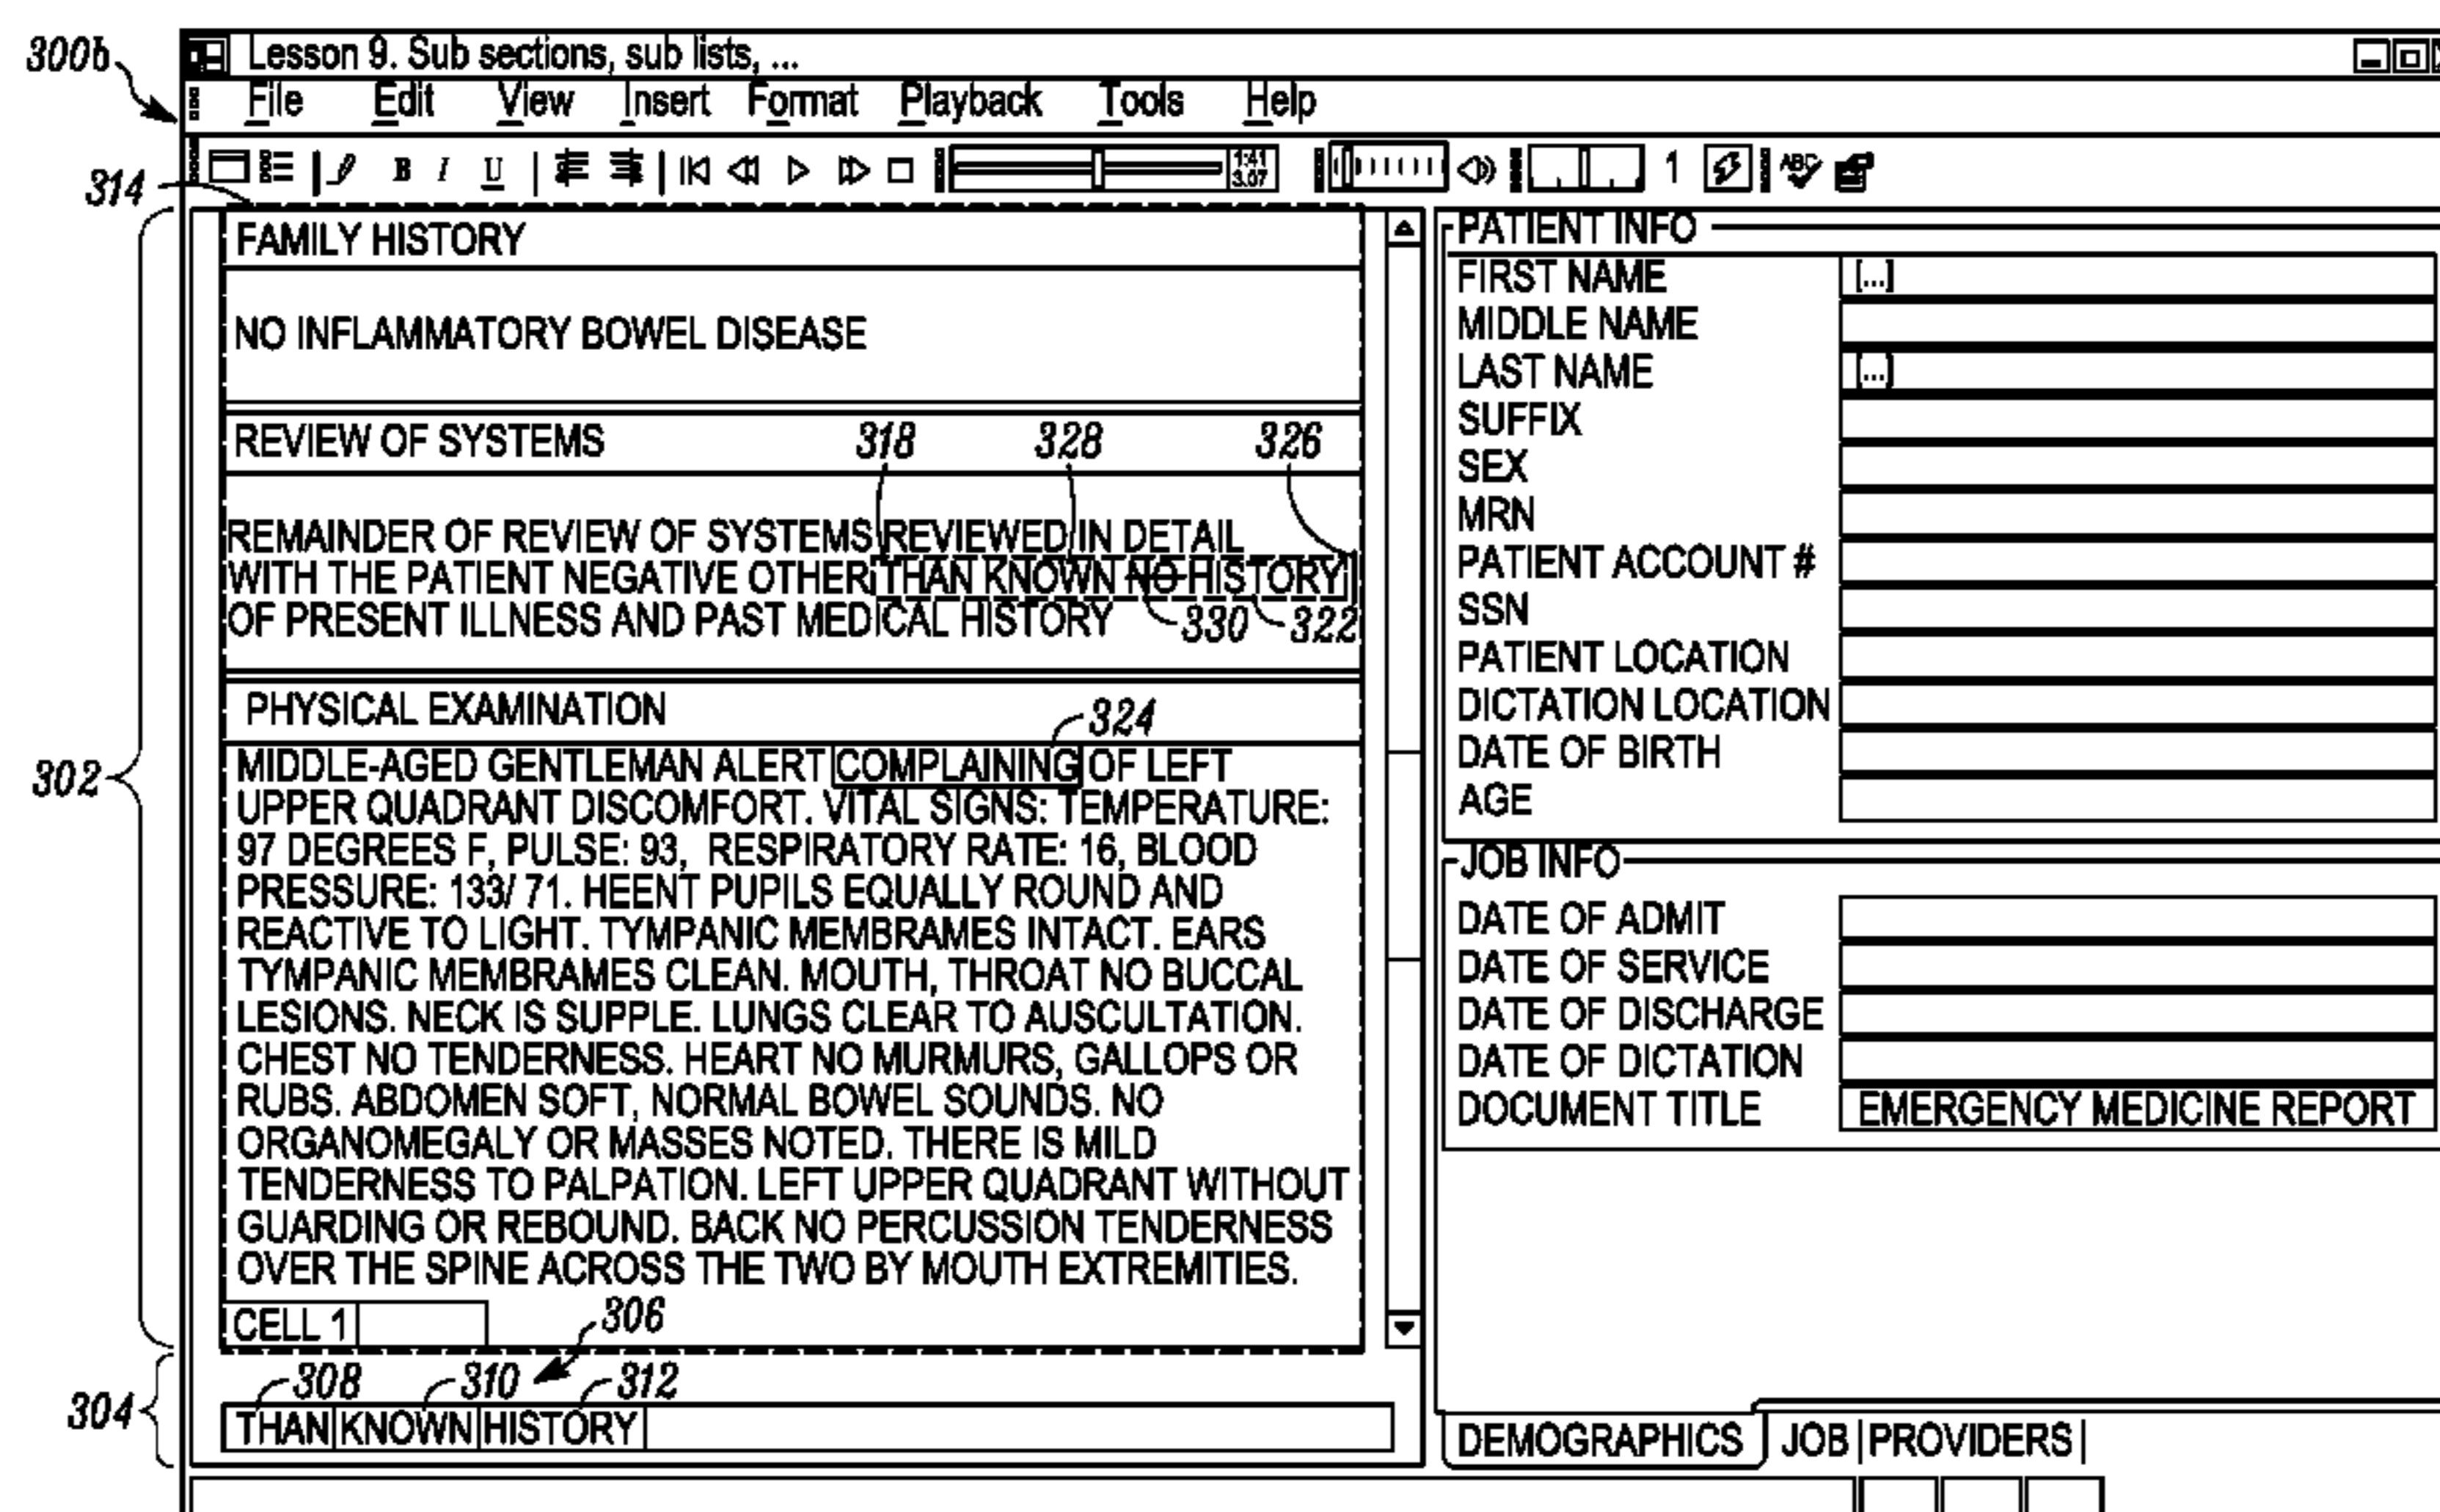 300b
Lesson 9. Sub sections, sub lists, ...
File Edit View Insert Format Playback Tools Help
B I U 1:41 3.07 1 ABC
314
FAMILY HISTORY
NO INFLAMMATORY BOWEL DISEASE
REVIEW OF SYSTEMS 318 328 326
REMAINDER OF REVIEW OF SYSTEMS REVIEWED IN DETAIL
WITH THE PATIENT NEGATIVE OTHER THAN KNOWN NO HISTORY
OF PRESENT ILLNESS AND PAST MEDICAL HISTORY 330 322
PHYSICAL EXAMINATION 324
302
MIDDLE-AGED GENTLEMAN ALERT COMPLAINING OF LEFT
UPPER QUADRANT DISCOMFORT. VITAL SIGNS: TEMPERATURE:
97 DEGREES F, PULSE: 93, RESPIRATORY RATE: 16, BLOOD
PRESSURE: 133/71. HEENT PUPILS EQUALLY ROUND AND
REACTIVE TO LIGHT. TYMPANIC MEMBRAMES INTACT. EARS
TYMPANIC MEMBRAMES CLEAN. MOUTH, THROAT NO BUCCAL
LESIONS. NECK IS SUPPLE. LUNGS CLEAR TO AUSCULTATION.
CHEST NO TENDERNESS. HEART NO MURMURS, GALLOPS OR
RUBS. ABDOMEN SOFT, NORMAL BOWEL SOUNDS. NO
ORGANOMEGALY OR MASSES NOTED. THERE IS MILD
TENDERNESS TO PALPATION. LEFT UPPER QUADRANT WITHOUT
GUARDING OR REBOUND. BACK NO PERCUSSION TENDERNESS
OVER THE SPINE ACROSS THE TWO BY MOUTH EXTREMITIES.
CELL 1
306
304
308 310 312
THAN KNOWN HISTORY
PATIENT INFO
FIRST NAME [...]
MIDDLE NAME
LAST NAME [...]
SUFFIX
SEX
MRN
PATIENT ACCOUNT #
SSN
PATIENT LOCATION
DICTATION LOCATION
DATE OF BIRTH
AGE
JOB INFO
DATE OF ADMIT
DATE OF SERVICE
DATE OF DISCHARGE
DATE OF DICTATION
DOCUMENT TITLE EMERGENCY MEDICINE REPORT
DEMOGRAPHICS JOB PROVIDERS